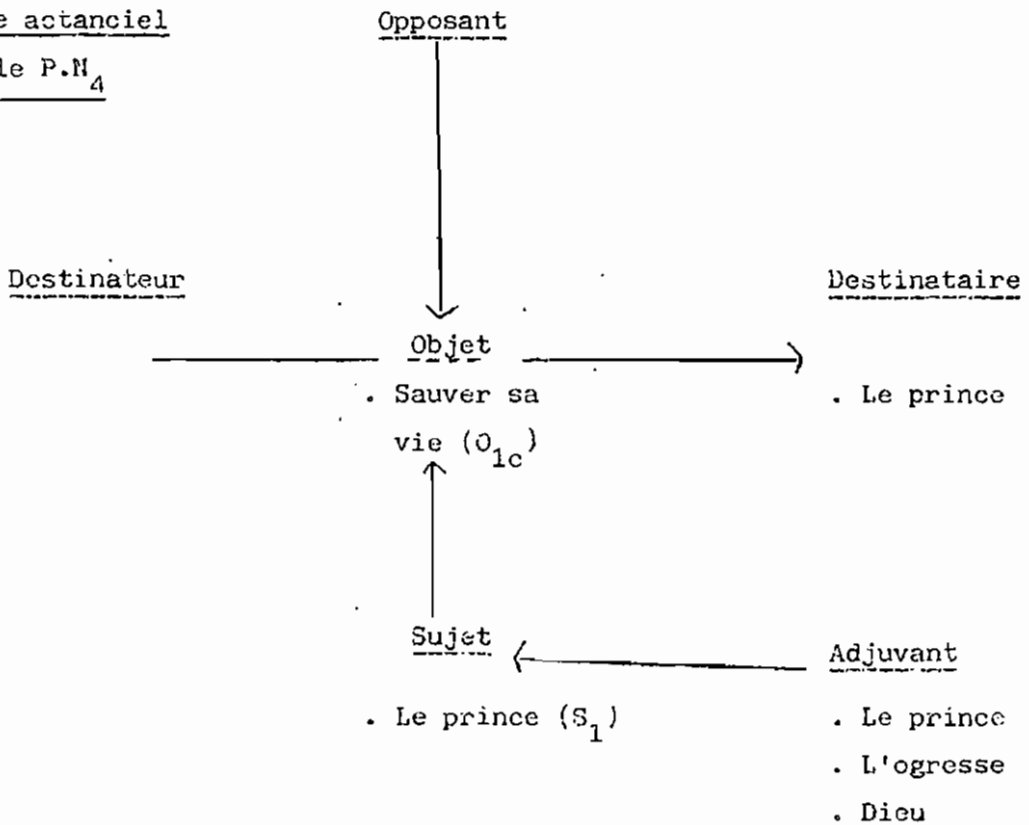 e actanciel
le P.N4
Opposant
Destinateur
Destinataire
Objet
. Sauver sa
vie (O1c)
. Le prince
Sujet
. Le prince (S1)
Adjuvant
. Le prince
. L'ogresse
. Dieu